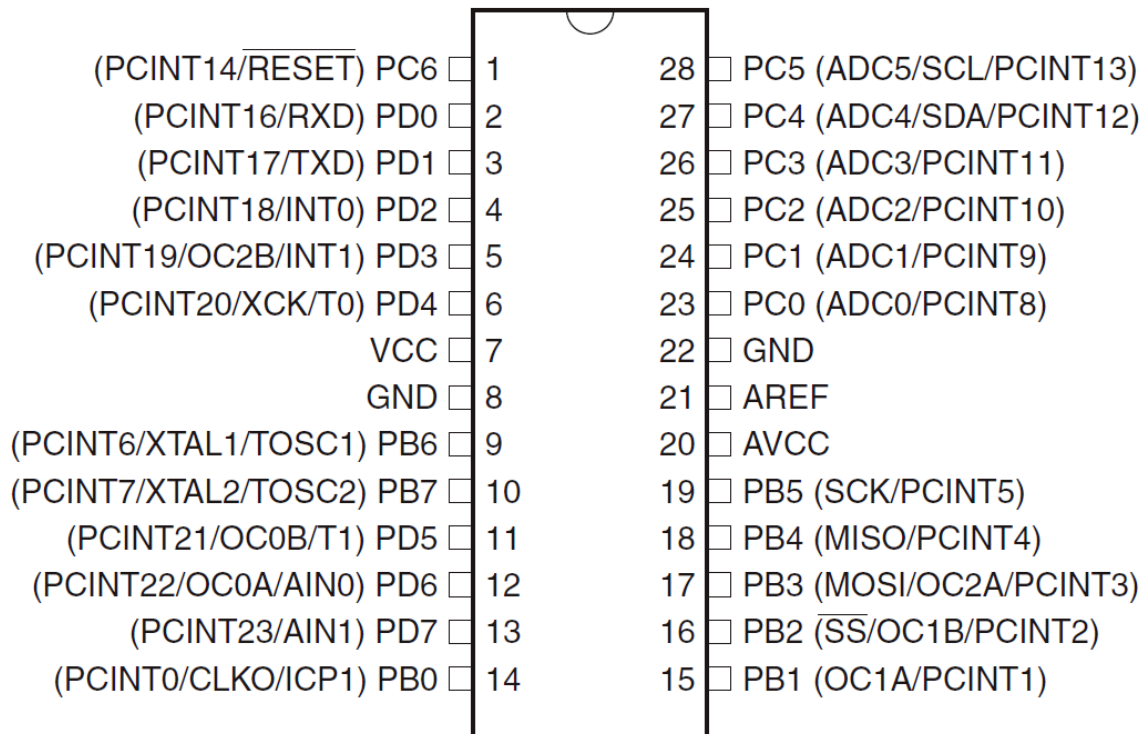 (PCINT14/RESET) PC6 1 28 PC5 (ADC5/SCL/PCINT13)
(PCINT16/RXD) PD0 2 27 PC4 (ADC4/SDA/PCINT12)
(PCINT17/TXD) PD1 3 26 PC3 (ADC3/PCINT11)
(PCINT18/INT0) PD2 4 25 PC2 (ADC2/PCINT10)
(PCINT19/OC2B/INT1) PD3 5 24 PC1 (ADC1/PCINT9)
(PCINT20/XCK/T0) PD4 6 23 PC0 (ADC0/PCINT8)
VCC 7 22 GND
GND 8 21 AREF
(PCINT6/XTAL1/TOSC1) PB6 9 20 AVCC
(PCINT7/XTAL2/TOSC2) PB7 10 19 PB5 (SCK/PCINT5)
(PCINT21/OC0B/T1) PD5 11 18 PB4 (MISO/PCINT4)
(PCINT22/OC0A/AIN0) PD6 12 17 PB3 (MOSI/OC2A/PCINT3)
(PCINT23/AIN1) PD7 13 16 PB2 (SS/OC1B/PCINT2)
(PCINT0/CLKO/ICP1) PB0 14 15 PB1 (OC1A/PCINT1)